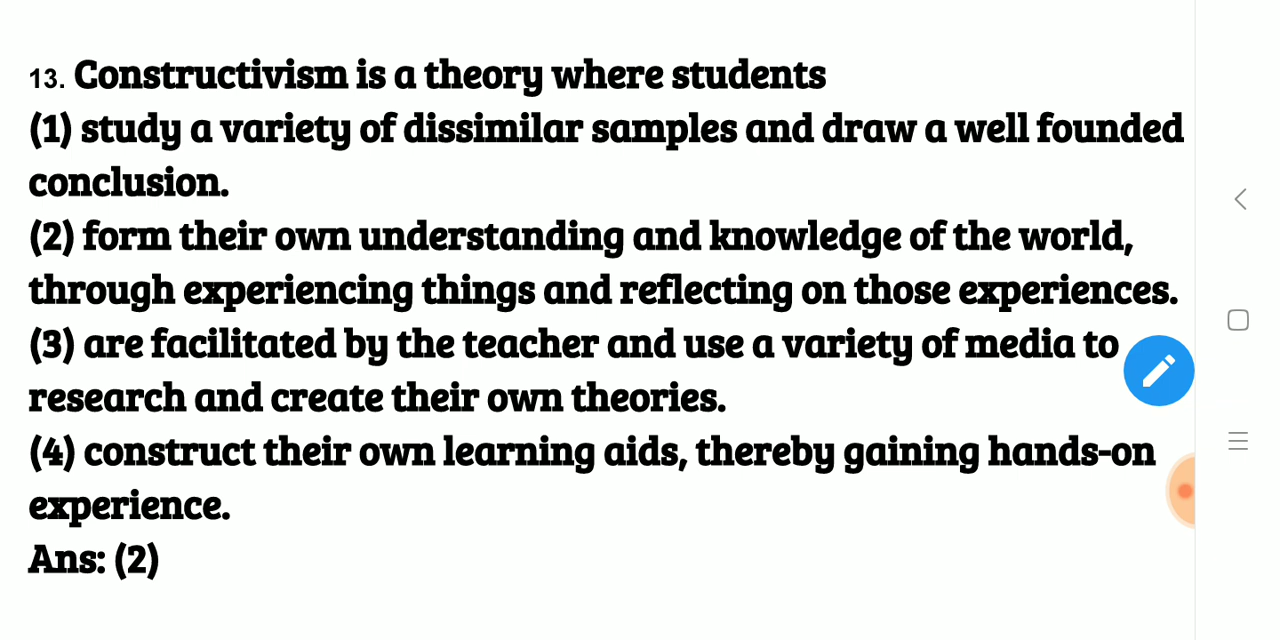 13. Constructivism is a theory where students
(1) study a variety of dissimilar samples and draw a well founded
conclusion.
(2) form their own understanding and knowledge of the world,
through experiencing things and reflecting on those experiences.
(3) are facilitated by the teacher and use a variety of media to
research and create their own theories.
(4) construct their own learning aids, thereby gaining hands-on
experience.
Ans: (2)